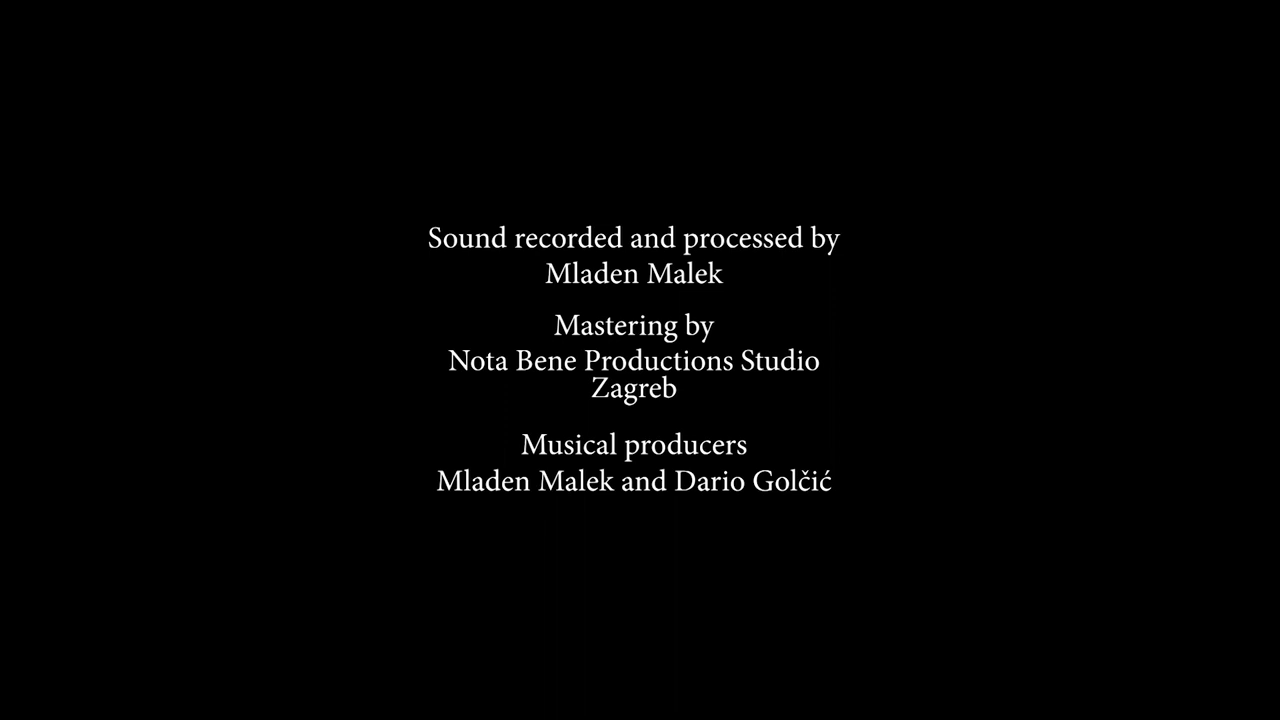 Sound recorded and processed by
Mladen Malek
Mastering by
Nota Bene Productions Studio
Zagreb
Musical producers
Mladen Malek and Dario Golčić